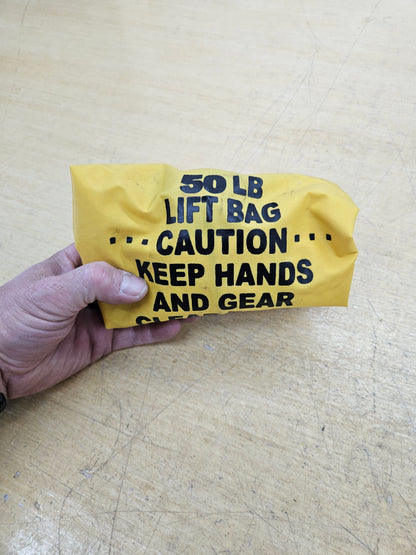 50 LB
LIFT BAG
...CAUTION...
KEEP HANDS
AND GEAR